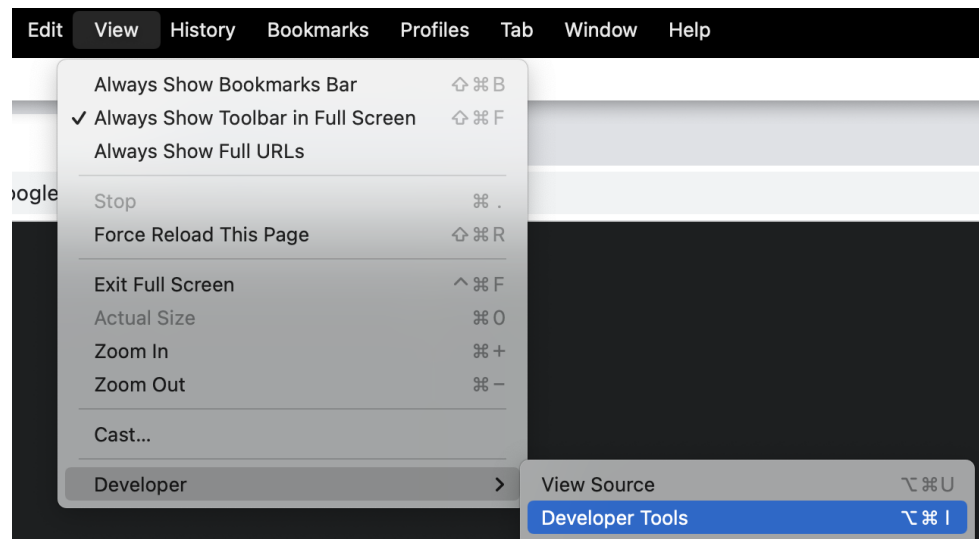 Edit View History Bookmarks Profiles Tab Window Help
Always Show Bookmarks Bar ⇧⌘B
✓ Always Show Toolbar in Full Screen ⇧⌘F
Always Show Full URLs
oogle
Stop ⌘.
Force Reload This Page ⇧⌘R
Exit Full Screen ^⌘F
Actual Size ⌘0
Zoom In ⌘+
Zoom Out ⌘−
Cast...
Developer >
View Source ⌥⌘U
Developer Tools ⌥⌘I